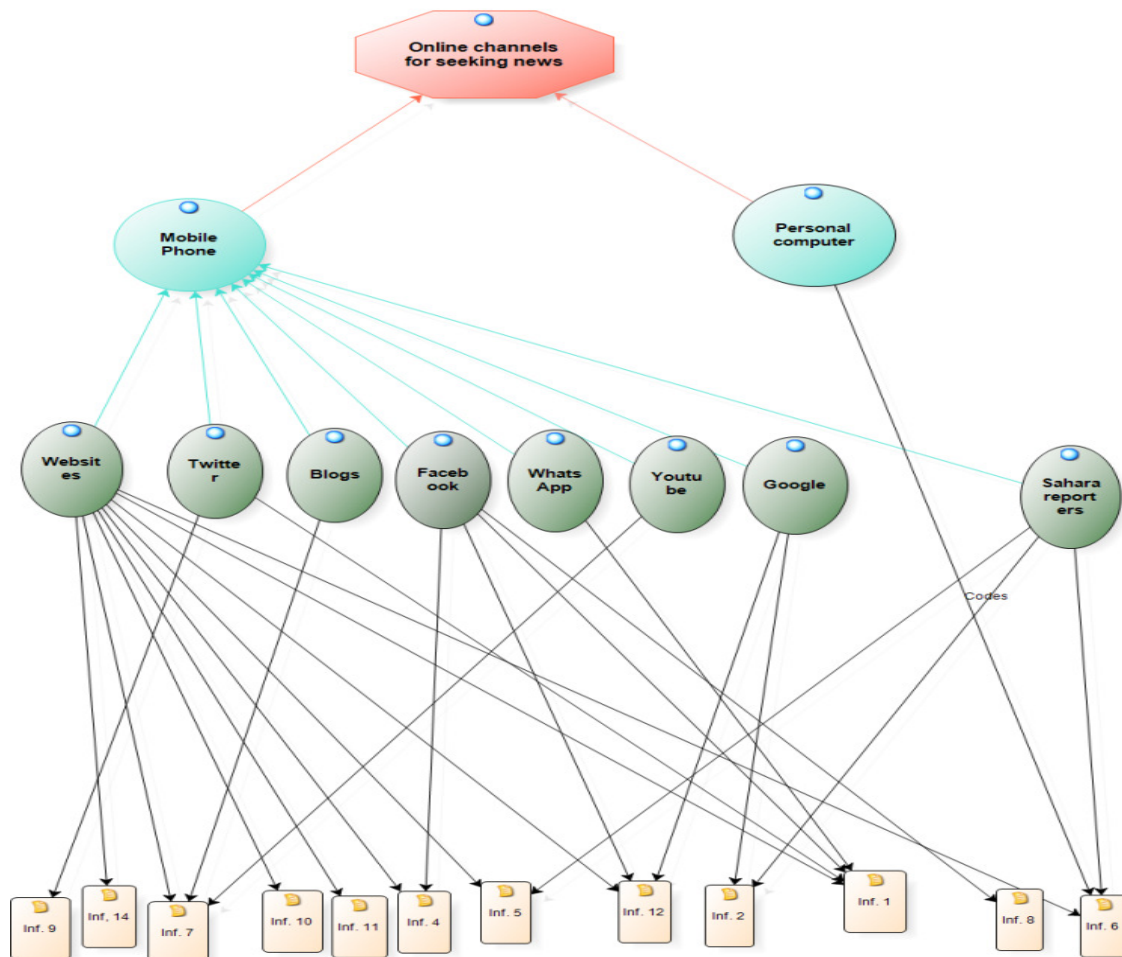 Online channels
for seeking news
Mobile
Phone
Personal
computer
Websit
es
Twitte
r
Blogs
Faceb
ook
Whats
App
Youtu
be
Google
Sahara
report
ers
Codes
Inf. 9
Inf, 14
Inf. 7
Inf. 10
Inf. 11
Inf. 4
Inf. 5
Inf. 12
Inf. 2
Inf. 1
Inf. 8
Inf. 6